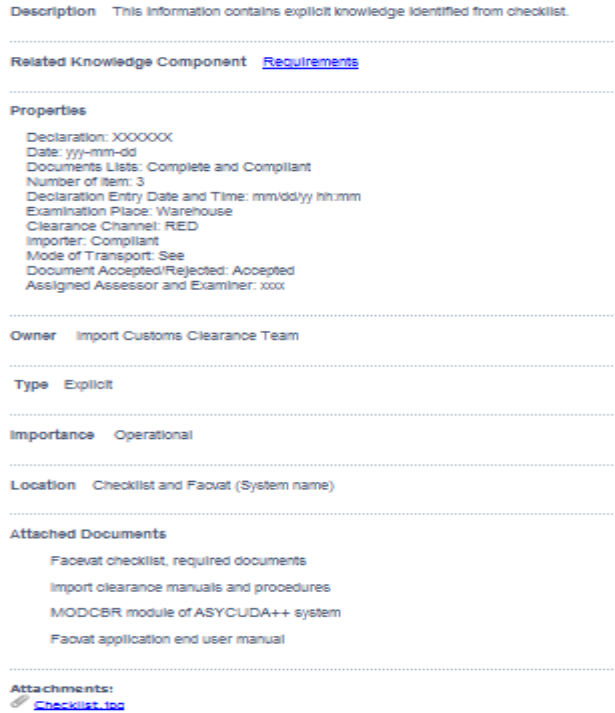 Description This information contains explicit knowledge identified from checklist.
Related Knowledge Component Requirements
Properties
Declaration: XXXXXX
Date: yyy-mm-dd
Documents Lists: Complete and Compliant
Number of item: 3
Declaration Entry Date and Time: mm/dd/yy hh:mm
Examination Place: Warehouse
Clearance Channel: RED
Importer: Compliant
Mode of Transport: See
Document Accepted/Rejected: Accepted
Assigned Assessor and Examiner: xxxx
Owner Import Customs Clearance Team
Type Explicit
Importance Operational
Location Checklist and Facvat (System name)
Attached Documents
Facevat checklist, required documents
Import clearance manuals and procedures
MODCBR module of ASYCUDA++ system
Facvat application end user manual
Attachments:
Checklist.jpg